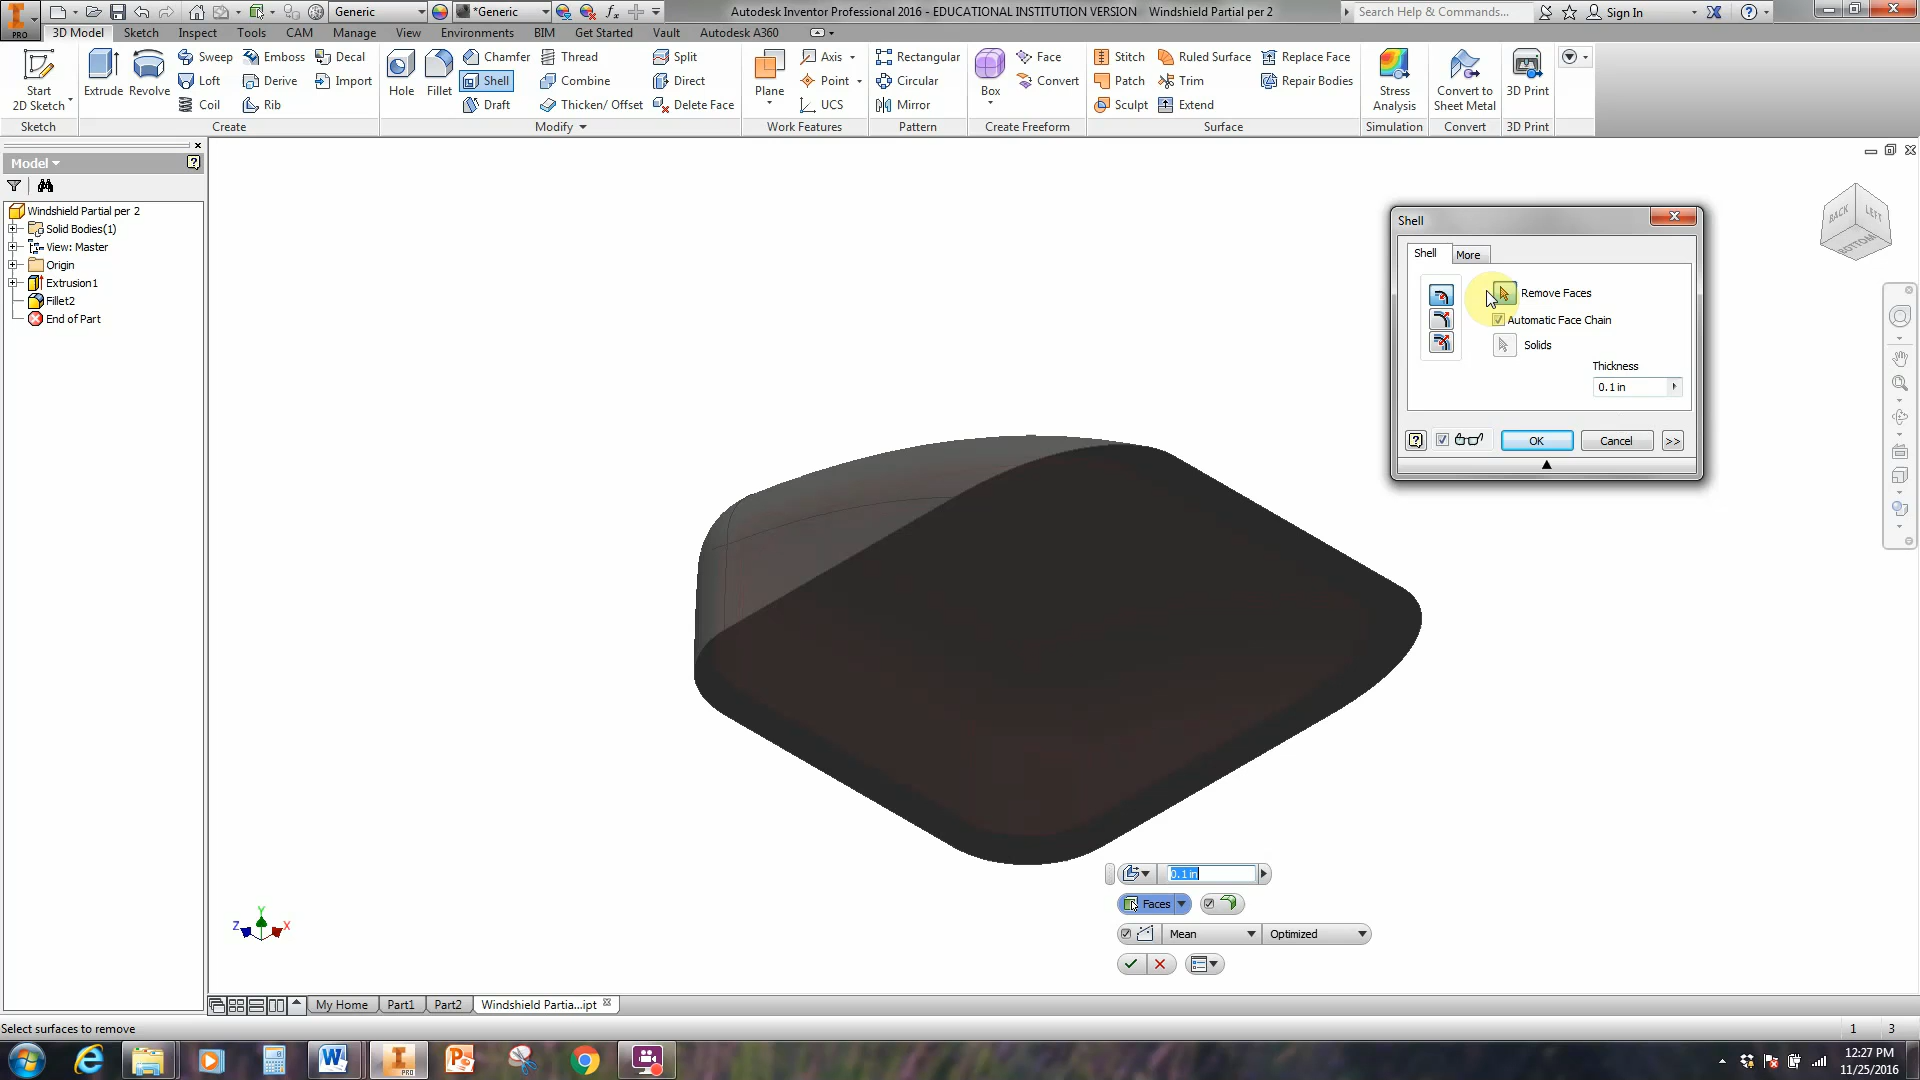 PRO
Generic
*Generic
Autodesk Inventor Professional 2016 - EDUCATIONAL INSTITUTION VERSION Windshield Partial per 2
Search Help & Commands...
Sign In
3D Model Sketch Inspect Tools CAM Manage View Environments BIM Get Started Vault Autodesk A360
Start
2D Sketch
Sketch
Extrude
Revolve
Sweep
Loft
Coil
Emboss
Derive
Rib
Decal
Import
Create
Hole
Fillet
Chamfer
Shell
Draft
Thread
Combine
Thicken/ Offset
Split
Direct
Delete Face
Modify
Plane
Axis
Point
UCS
Work Features
Rectangular
Circular
Mirror
Pattern
Box
Face
Convert
Create Freeform
Stitch
Patch
Sculpt
Ruled Surface
Trim
Extend
Replace Face
Repair Bodies
Surface
Stress
Analysis
Simulation
Convert to
Sheet Metal
Convert
3D Print
3D Print
Model
Windshield Partial per 2
Solid Bodies(1)
View: Master
Origin
Extrusion1
Fillet2
End of Part
BACK
LEFT
BOTTOM
Shell
Shell
More
Remove Faces
Automatic Face Chain
Solids
Thickness
0.1 in
OK
Cancel
>>
0.1 in
Faces
Mean
Optimized
Y
Z
X
My Home
Part1
Part2
Windshield Partia...ipt
Select surfaces to remove
1
3
PRO
12:27 PM
11/25/2016